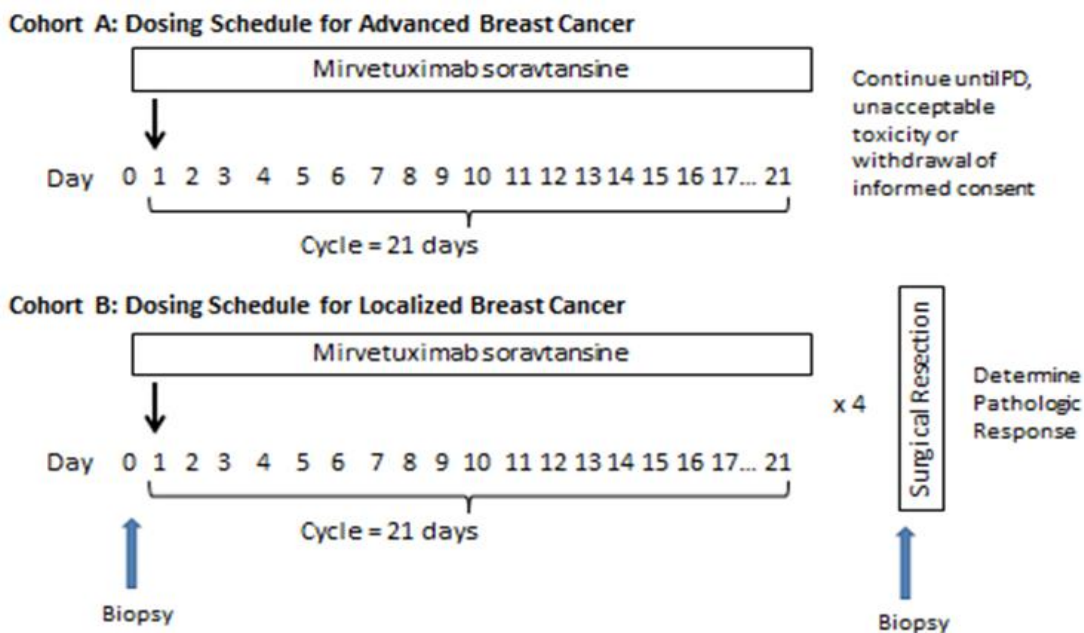 Cohort A: Dosing Schedule for Advanced Breast Cancer
Mirvetuximab soravtansine
Continue until PD,
unacceptable
toxicity or
withdrawal of
informed consent
Day 0 1 2 3 4 5 6 7 8 9 10 11 12 13 14 15 16 17... 21
Cycle = 21 days
Cohort B: Dosing Schedule for Localized Breast Cancer
Mirvetuximab soravtansine
x 4
Surgical Resection
Determine
Pathologic
Response
Day 0 1 2 3 4 5 6 7 8 9 10 11 12 13 14 15 16 17... 21
Cycle = 21 days
Biopsy
Biopsy